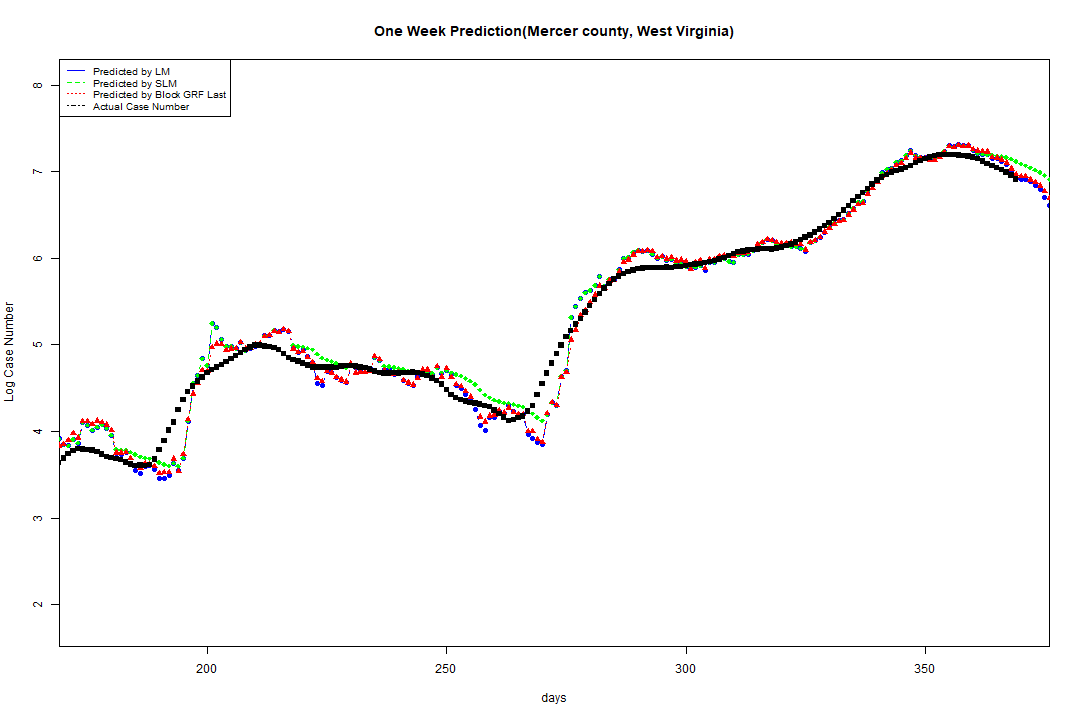 One Week Prediction(Mercer county, West Virginia)
Predicted by LM
Predicted by SLM
Predicted by Block GRF Last
Actual Case Number
8
7
6
5
4
3
2
Log Case Number
200
250
300
350
days